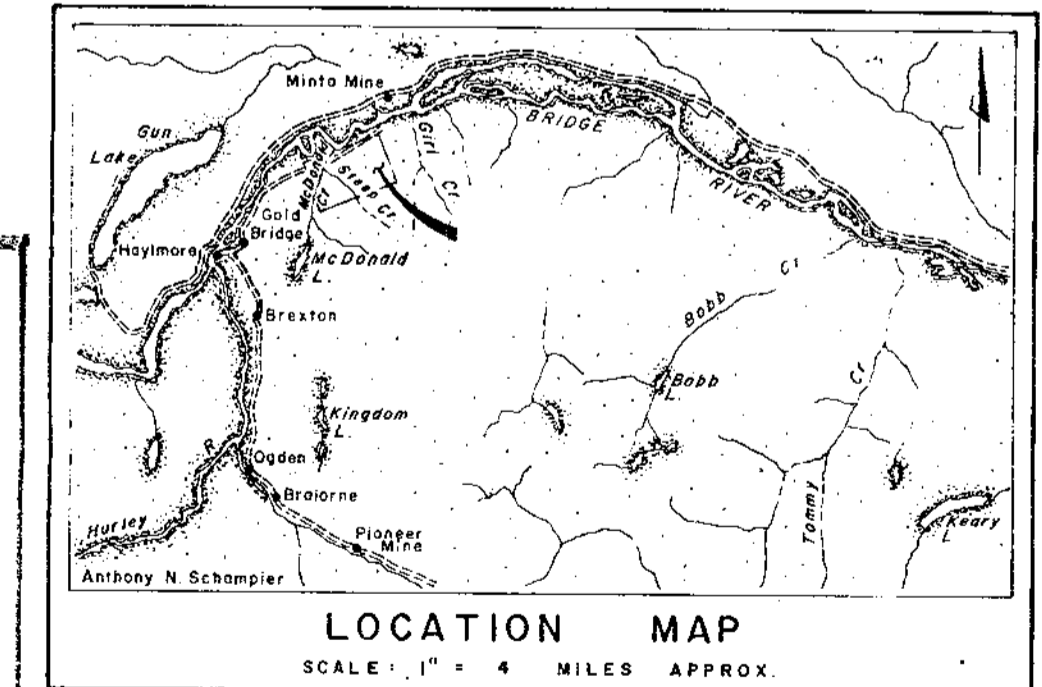 Minto Mine
Gun
Lake
BRIDGE
RIVER
Girl
Cr
Steep Cr.
McDonald
Cr
Gold
Bridge
Haylmore
McDonald
L.
Brexton
Bobb
Cr
Bobb
L.
Kingdom
L.
Cr
Tommy
R.
Ogden
Bralorne
Hurley
Pioneer
Mine
Keary
L
Anthony N. Schampier
LOCATION MAP
SCALE: 1" = 4 MILES APPROX.